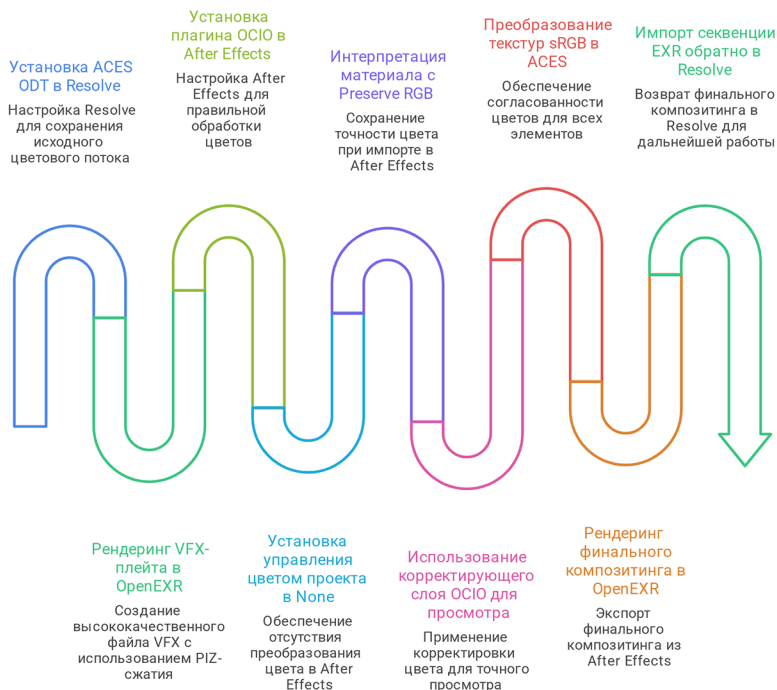 Установка ACES
ODT в Resolve
Настройка Resolve
для сохранения
исходного
цветового потока
Установка
плагина OCIO в
After Effects
Настройка After
Effects для
правильной
обработки
цветов
Интерпретация
материала с
Preserve RGB
Сохранение
точности цвета
при импорте в
After Effects
Преобразование
текстур sRGB в
ACES
Обеспечение
согласованности
цветов для всех
элементов
Импорт секвенции
EXR обратно в
Resolve
Возврат финального
композитинга в
Resolve для
дальнейшей работы
Рендеринг VFX-
плейта в
OpenEXR
Создание
высококачественного
файла VFX с
использованием PIZ-
сжатия
Установка
управления
цветом проекта
в None
Обеспечение
отсутствия
преобразования
цвета в After
Effects
Использование
корректирующего
слоя OCIO для
просмотра
Применение
корректировки
цвета для точного
просмотра
Рендеринг
финального
композитинга в
OpenEXR
Экспорт
финального
композитинга из
After Effects